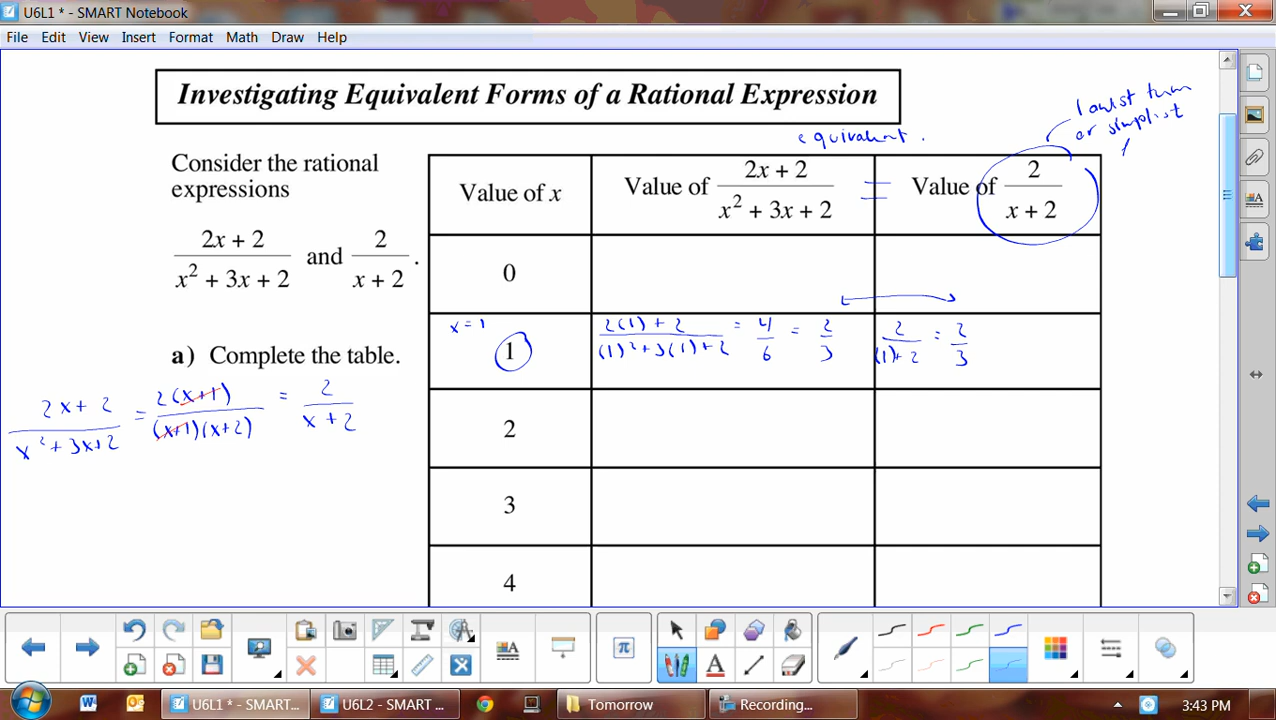 U6L1 * - SMART Notebook
File Edit View Insert Format Math Draw Help
Investigating Equivalent Forms of a Rational Expression
equivalent.
lowest term
or simplist
Consider the rational
expressions
2x + 2 / x² + 3x + 2 and 2 / x + 2 .
a) Complete the table.
2x + 2 / x² + 3x + 2 = 2(x+1) / (x+1)(x+2) = 2 / x + 2
Value of x Value of 2x + 2 / x² + 3x + 2 = Value of 2 / x + 2
0
x = 1
1 2(1) + 2 / (1)² + 3(1) + 2 = 4/6 = 2/3 2 / (1)+2 = 2/3
2
3
4
π
A
U6L1 * - SMART... U6L2 - SMART ... Tomorrow Recording... 3:43 PM